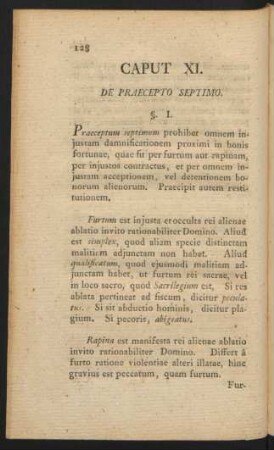 128
CAPUT XI.
DE PRAECEPTO SEPTIMO.
§. I.
Praeceptum septimum prohibet omnem in-
justam damnificationem proximi in bonis
fortunae, quae fit per furtum aut rapinam,
per injustos contractus, et per omnem in-
justam acceptionem, vel detentionem bo-
norum alienorum. Praecipit autem resti-
tutionem.
Furtum est injusta et occulta rei alienae
ablatio invito rationabiliter Domino. Aliud
est simplex, quod aliam specie distinctam
malitiam adjunctam non habet. Aliud
qualificatum, quod ejusmodi malitiam ad-
junctam habet, ut furtum rei sacrae, vel
in loco sacro, quod Sacrilegium est. Si res
ablata pertineat ad fiscum, dicitur pecula-
tus. Si sit abductio hominis, dicitur pla-
gium. Si pecoris, abigeatus.
Rapina est manifesta rei alienae ablatio
invito rationabiliter Domino. Differt à
furto ratione violentiae alteri illatae, hinc
gravius est peccatum, quam furtum.
Fur-